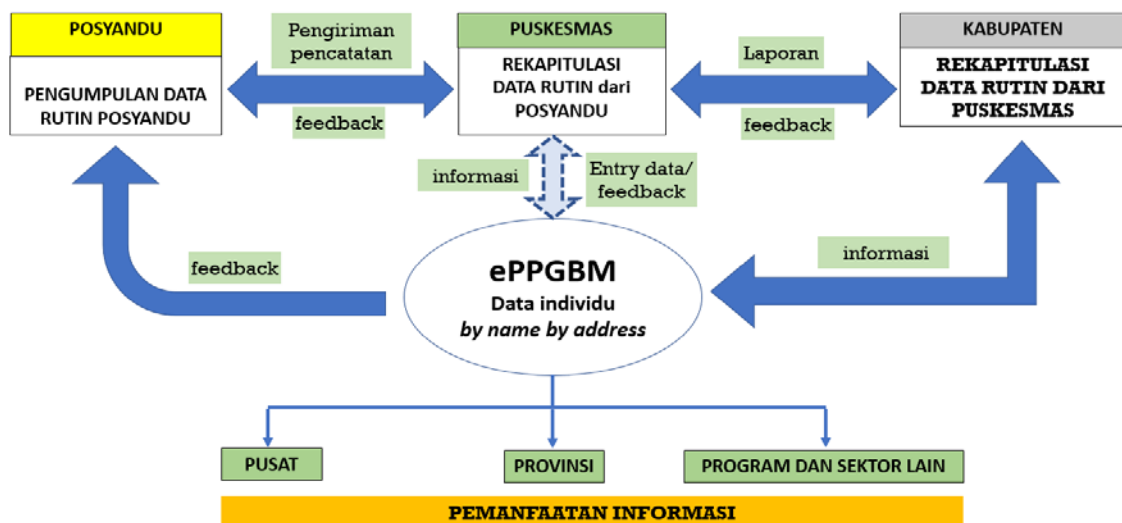 POSYANDU
PENGUMPULAN DATA
RUTIN POSYANDU
Pengiriman
pencatatan
feedback
PUSKESMAS
REKAPITULASI
DATA RUTIN dari
POSYANDU
Laporan
feedback
KABUPATEN
REKAPITULASI
DATA RUTIN DARI
PUSKESMAS
informasi
Entry data/
feedback
feedback
informasi
ePPGBM
Data individu
by name by address
PUSAT
PROVINSI
PROGRAM DAN SEKTOR LAIN
PEMANFAATAN INFORMASI